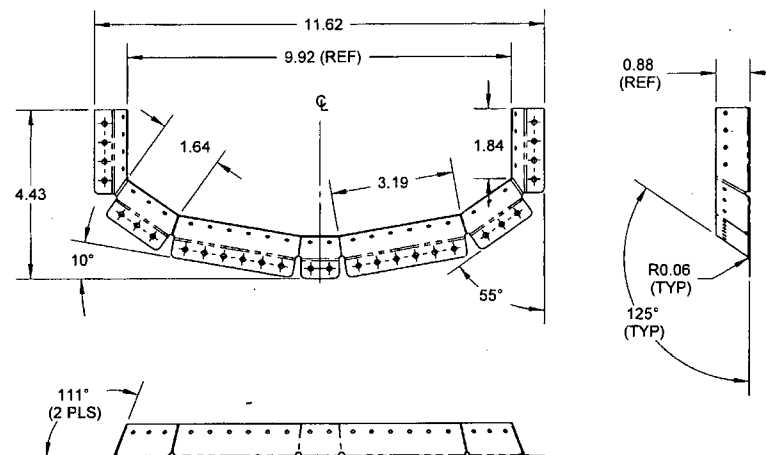 11.62
9.92 (REF)
0.88
(REF)
℄
1.64
1.84
4.43
3.19
10°
R0.06
(TYP)
55°
125°
(TYP)
111°
(2 PLS)